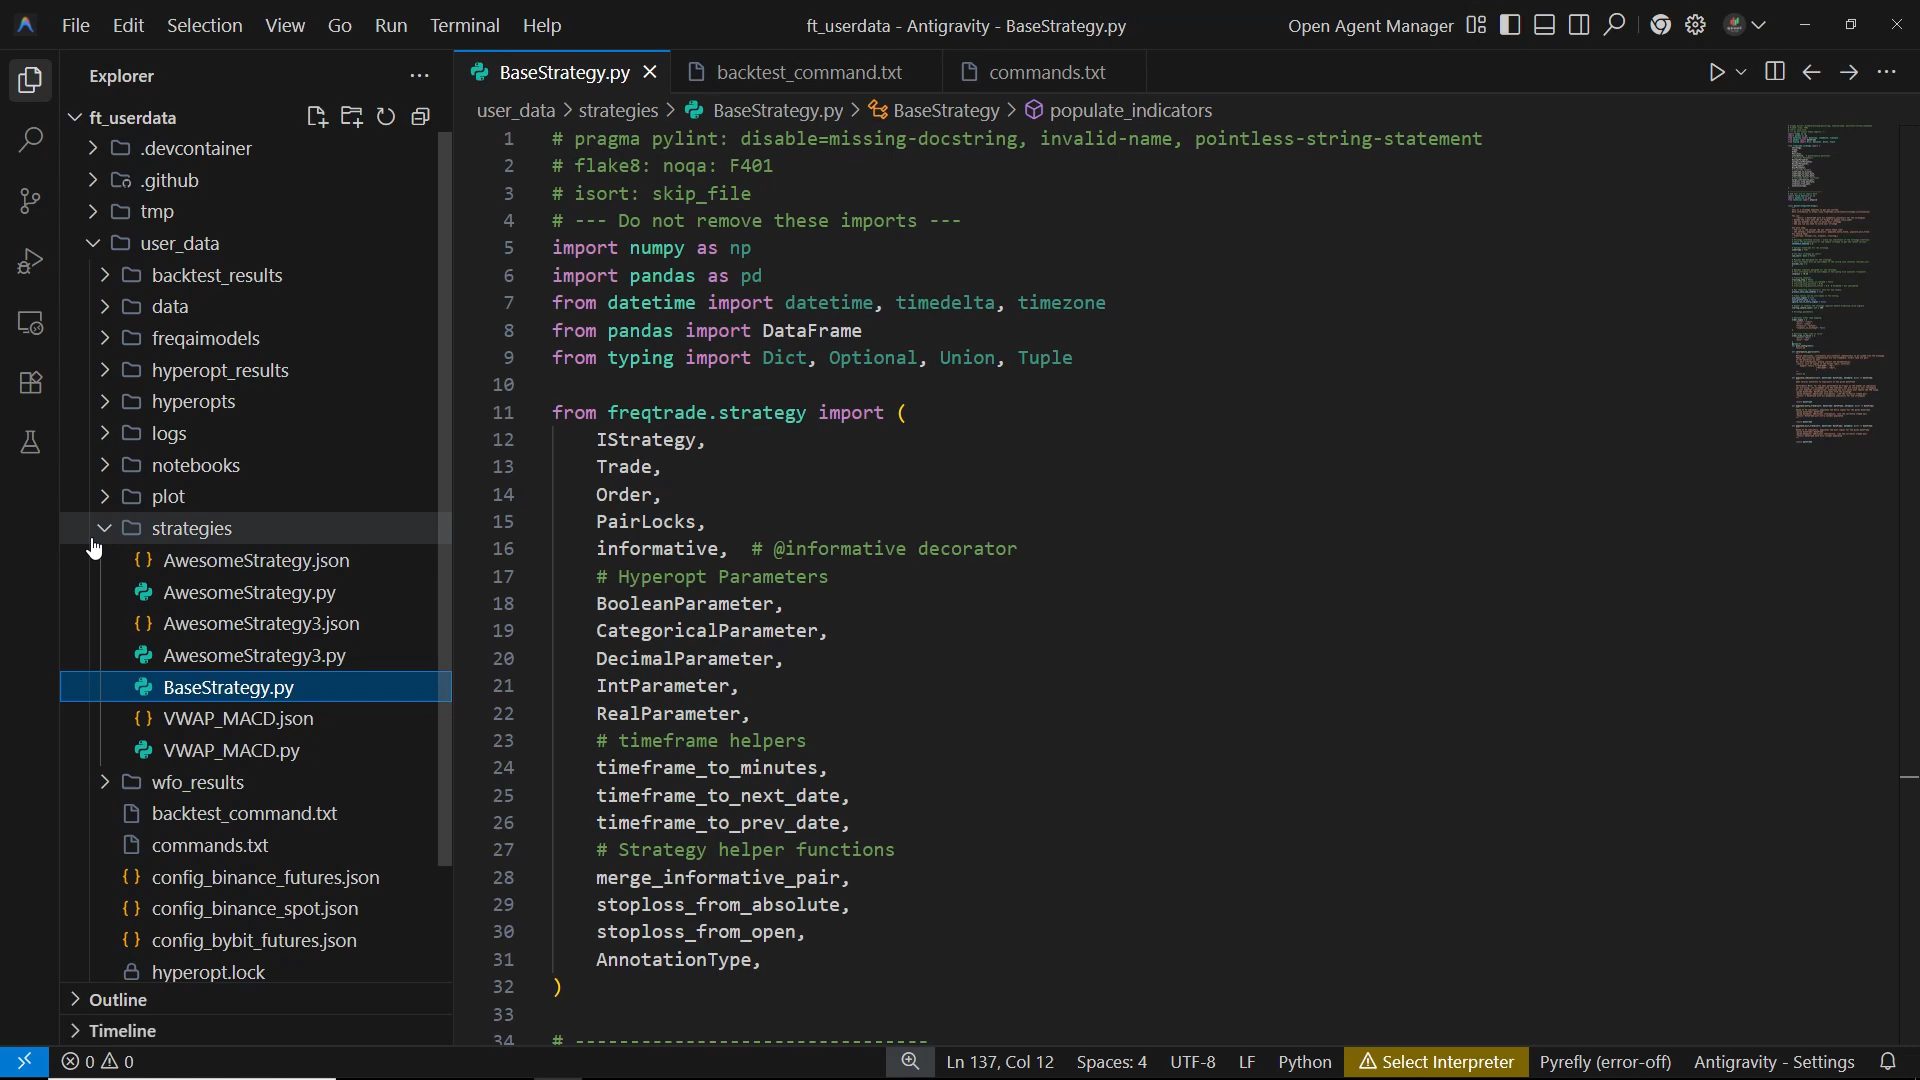 File Edit Selection View Go Run Terminal Help
ft_userdata - Antigravity - BaseStrategy.py
Open Agent Manager
Explorer
ft_userdata
.devcontainer
.github
tmp
user_data
backtest_results
data
freqaimodels
hyperopt_results
hyperopts
logs
notebooks
plot
strategies
{} AwesomeStrategy.json
AwesomeStrategy.py
{} AwesomeStrategy3.json
AwesomeStrategy3.py
BaseStrategy.py
{} VWAP_MACD.json
VWAP_MACD.py
wfo_results
backtest_command.txt
commands.txt
{} config_binance_futures.json
{} config_binance_spot.json
{} config_bybit_futures.json
hyperopt.lock
Outline
Timeline
BaseStrategy.py backtest_command.txt commands.txt
user_data > strategies > BaseStrategy.py > BaseStrategy > populate_indicators
1 # pragma pylint: disable=missing-docstring, invalid-name, pointless-string-statement
2 # flake8: noqa: F401
3 # isort: skip_file
4 # --- Do not remove these imports ---
5 import numpy as np
6 import pandas as pd
7 from datetime import datetime, timedelta, timezone
8 from pandas import DataFrame
9 from typing import Dict, Optional, Union, Tuple
10
11 from freqtrade.strategy import (
12 IStrategy,
13 Trade,
14 Order,
15 PairLocks,
16 informative, # @informative decorator
17 # Hyperopt Parameters
18 BooleanParameter,
19 CategoricalParameter,
20 DecimalParameter,
21 IntParameter,
22 RealParameter,
23 # timeframe helpers
24 timeframe_to_minutes,
25 timeframe_to_next_date,
26 timeframe_to_prev_date,
27 # Strategy helper functions
28 merge_informative_pair,
29 stoploss_from_absolute,
30 stoploss_from_open,
31 AnnotationType,
32 )
33
34 # --------------------------------
0 0 Ln 137, Col 12 Spaces: 4 UTF-8 LF Python Select Interpreter Pyrefly (error-off) Antigravity - Settings